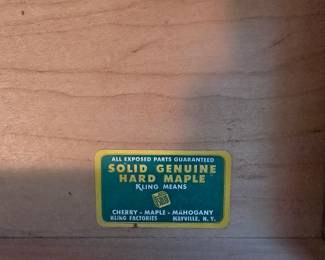 ALL EXPOSED PARTS GUARANTEED
SOLID GENUINE
HARD MAPLE
KLING MEANS
CHERRY - MAPLE - MAHOGANY
KLING FACTORIES MAYVILLE, N. Y.